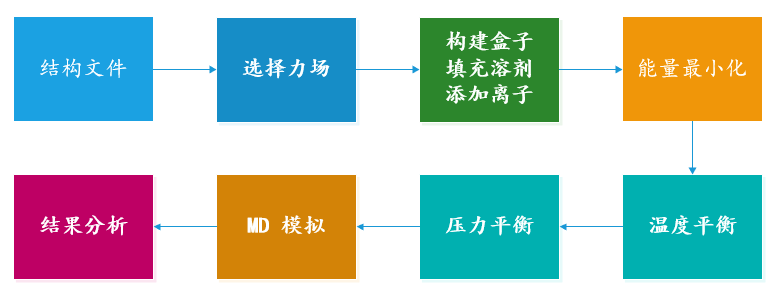 结构文件
选择力场
构建盒子
填充溶剂
添加离子
能量最小化
温度平衡
压力平衡
MD 模拟
结果分析